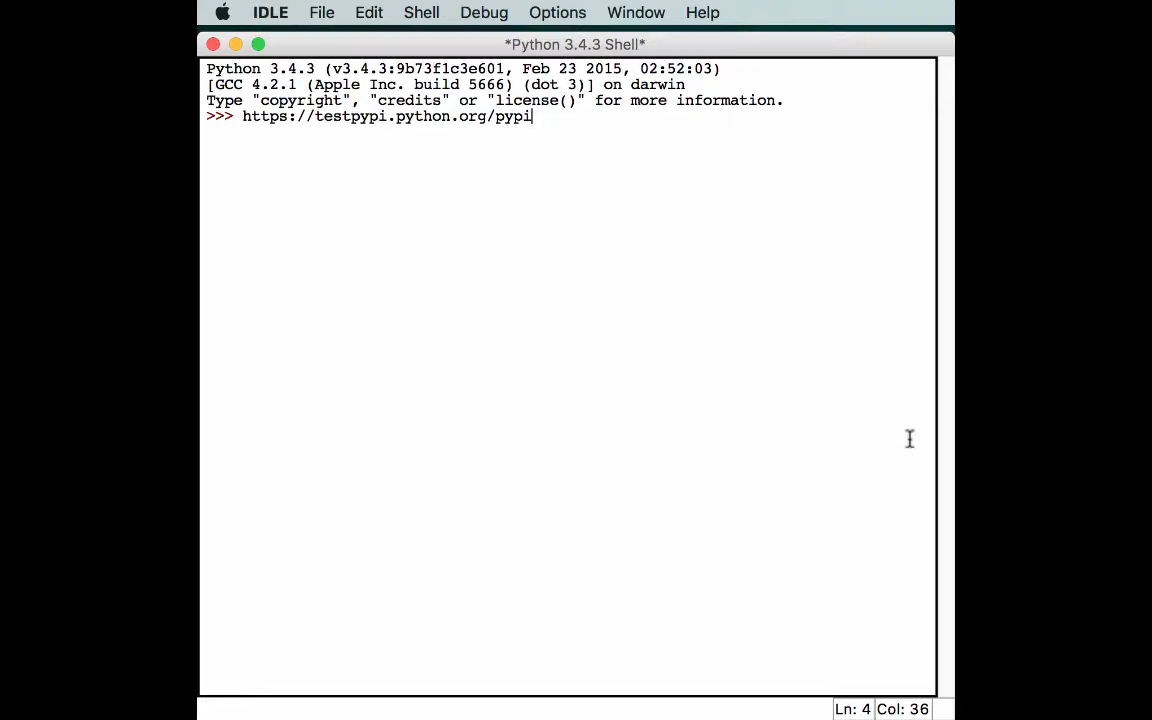 IDLE File Edit Shell Debug Options Window Help
*Python 3.4.3 Shell*
Python 3.4.3 (v3.4.3:9b73f1c3e601, Feb 23 2015, 02:52:03)
[GCC 4.2.1 (Apple Inc. build 5666) (dot 3)] on darwin
Type "copyright", "credits" or "license()" for more information.
>>> https://testpypi.python.org/pypi
Ln: 4 Col: 36